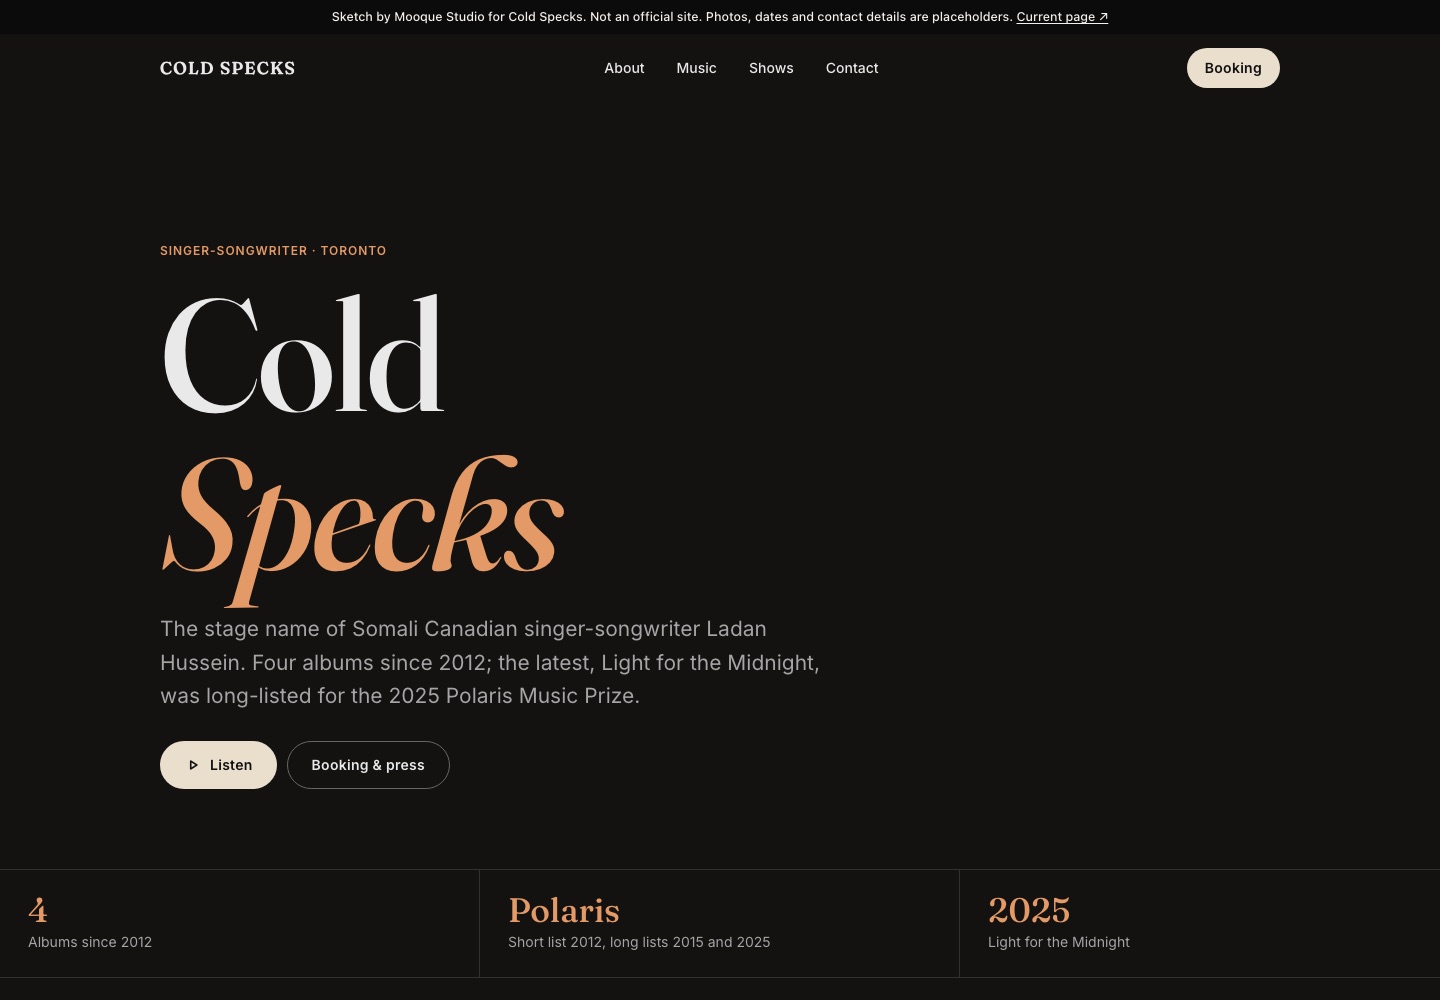 Sketch by Mooque Studio for Cold Specks. Not an official site. Photos, dates and contact details are placeholders. Current page ↗
COLD SPECKS
About
Music
Shows
Contact
Booking
SINGER-SONGWRITER · TORONTO
Cold
Specks
The stage name of Somali Canadian singer-songwriter Ladan
Hussein. Four albums since 2012; the latest, Light for the Midnight,
was long-listed for the 2025 Polaris Music Prize.
Listen
Booking & press
4
Albums since 2012
Polaris
Short list 2012, long lists 2015 and 2025
2025
Light for the Midnight